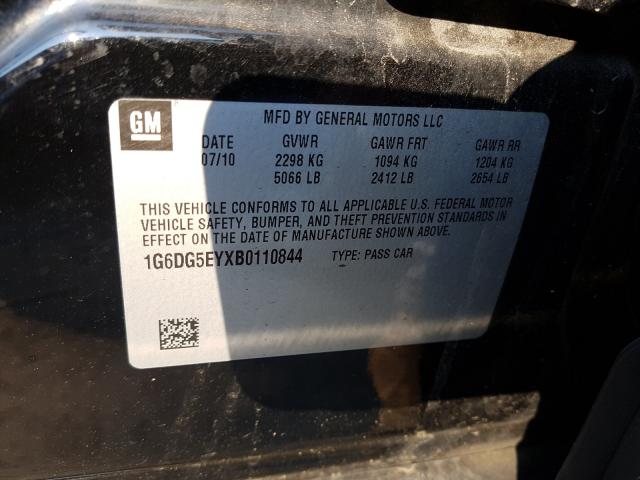 GM
MFD BY GENERAL MOTORS LLC
DATE GVWR GAWR FRT GAWR RR
07/10 2298 KG 1094 KG 1204 KG
5066 LB 2412 LB 2654 LB
THIS VEHICLE CONFORMS TO ALL APPLICABLE U.S. FEDERAL MOTOR
VEHICLE SAFETY, BUMPER, AND THEFT PREVENTION STANDARDS IN
EFFECT ON THE DATE OF MANUFACTURE SHOWN ABOVE.
1G6DG5EYXB0110844 TYPE: PASS CAR